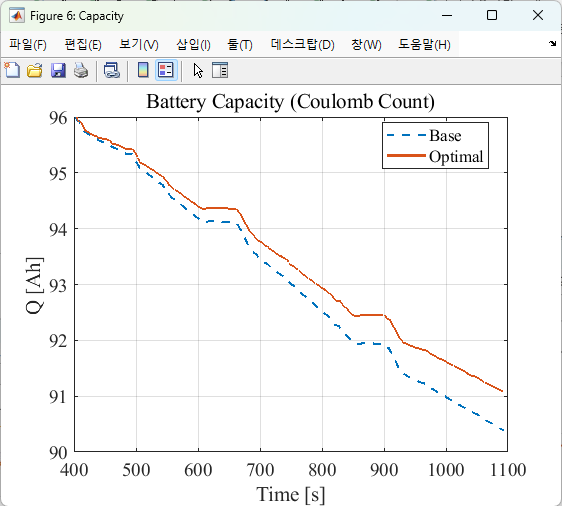 Figure 6: Capacity
파일(F) 편집(E) 보기(V) 삽입(I) 툴(T) 데스크탑(D) 창(W) 도움말(H)
Battery Capacity (Coulomb Count)
Base
Optimal
Q [Ah]
96
95
94
93
92
91
90
400 500 600 700 800 900 1000 1100
Time [s]